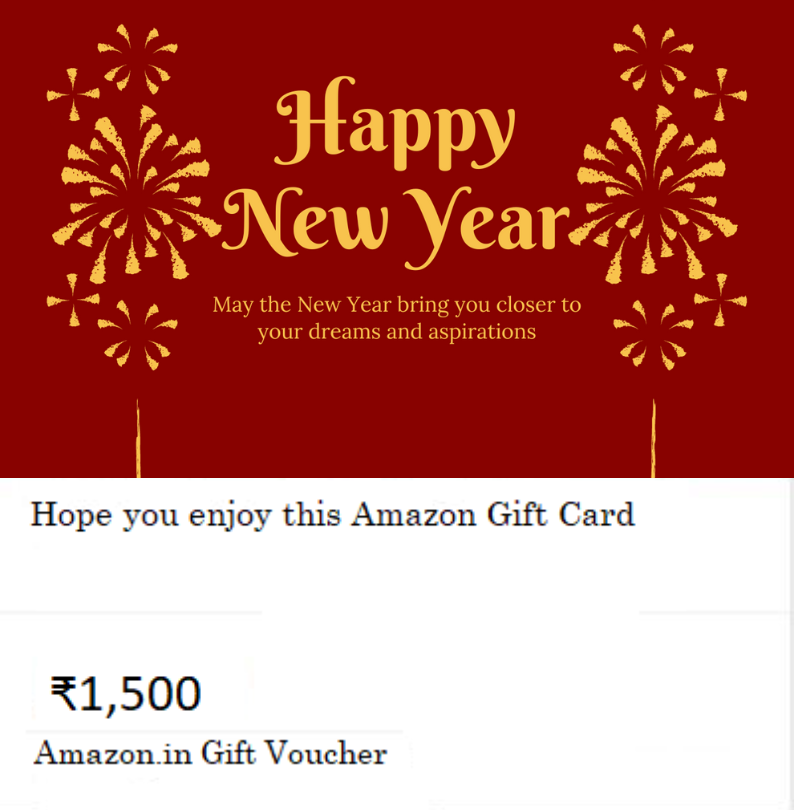 Happy
New Year
May the New Year bring you closer to
your dreams and aspirations
Hope you enjoy this Amazon Gift Card
₹1,500
Amazon.in Gift Voucher